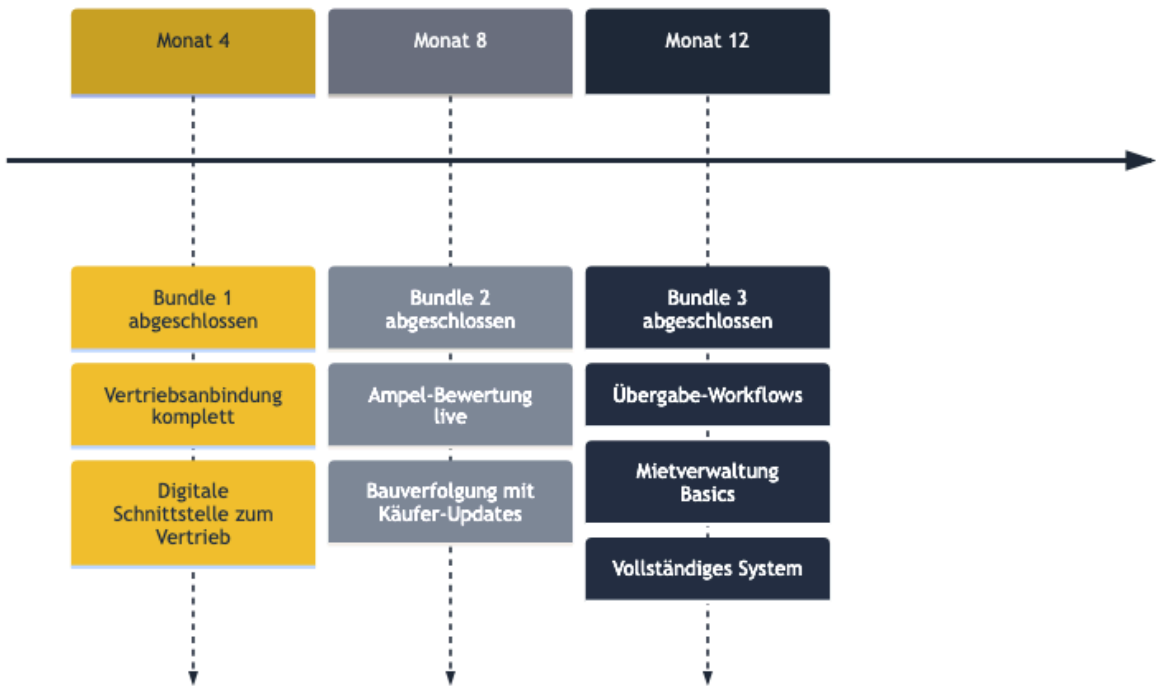 Monat 4
Monat 8
Monat 12
Bundle 1
abgeschlossen
Vertriebsanbindung
komplett
Digitale
Schnittstelle zum
Vertrieb
Bundle 2
abgeschlossen
Ampel-Bewertung
live
Bauverfolgung mit
Käufer-Updates
Bundle 3
abgeschlossen
Übergabe-Workflows
Mietverwaltung
Basics
Vollständiges System